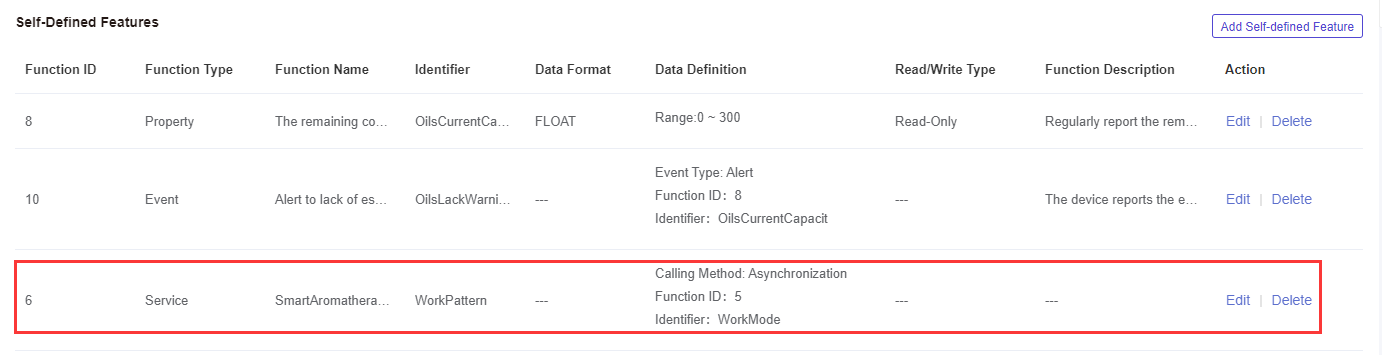 Self-Defined Features
Add Self-defined Feature
Function ID Function Type Function Name Identifier Data Format Data Definition Read/Write Type Function Description Action
8 Property The remaining co... OilsCurrentCa... FLOAT Range:0 ~ 300 Read-Only Regularly report the rem... Edit | Delete
Event Type: Alert
10 Event Alert to lack of es... OilsLackWarni... --- Function ID: 8 --- The device reports the e... Edit | Delete
Identifier: OilsCurrentCapacit
Calling Method: Asynchronization
6 Service SmartAromathera... WorkPattern --- Function ID: 5 --- --- Edit | Delete
Identifier: WorkMode